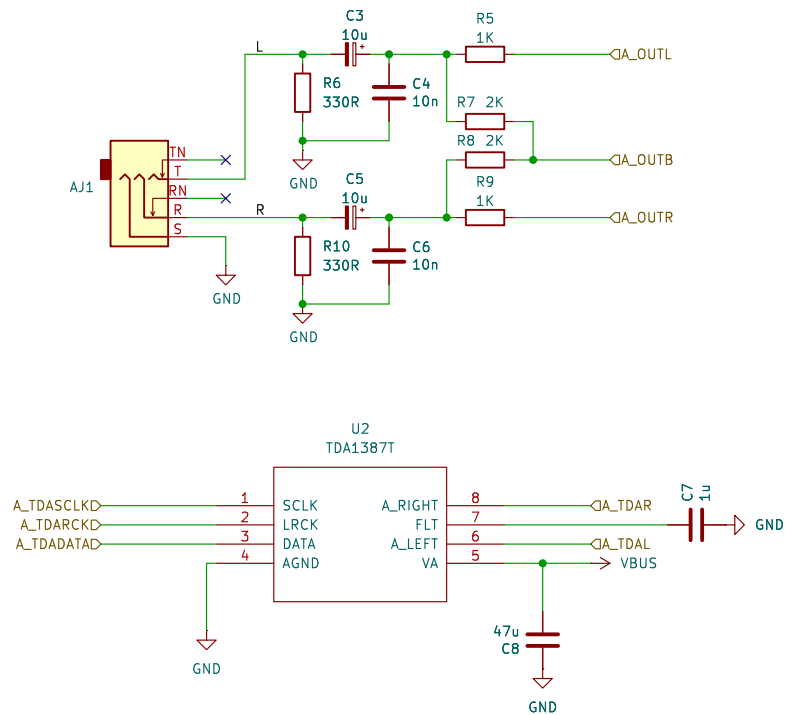 C3
10u
R5
1K
L
A_OUTL
R6
330R
C4
10n
R7 2K
R8 2K
TN
T
AJ1
A_OUTB
RN
C5
10u
R9
1K
GND
R
R
A_OUTR
S
R10
330R
C6
10n
GND
GND
U2
TDA1387T
C7
1u
A_TDASCLK
1
SCLK
A_RIGHT
8
A_TDAR
A_TDARCK
2
LRCK
FLT
7
GND
A_TDADATA
3
DATA
A_LEFT
6
A_TDAL
4
AGND
VA
5
VBUS
47u
C8
GND
GND